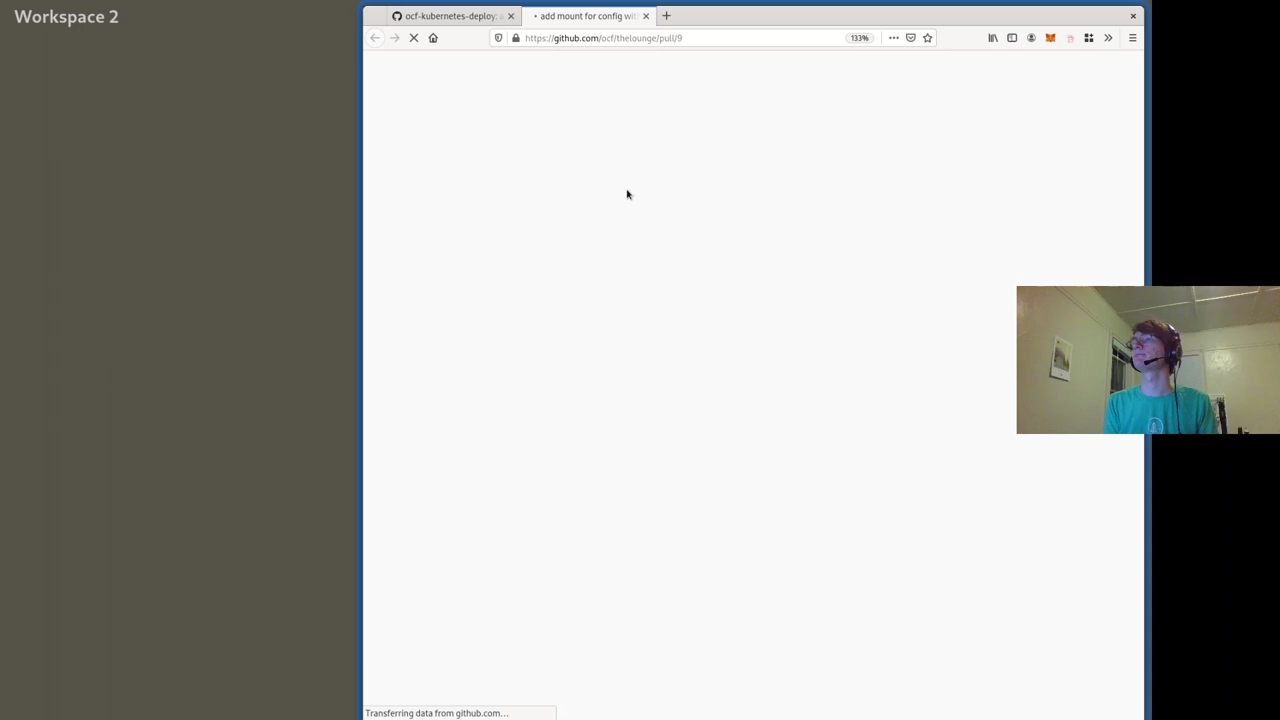 Workspace 2
ocf-kubernetes-deploy: a
add mount for config wit
https://github.com/ocf/thelounge/pull/9
133%
Transferring data from github.com…